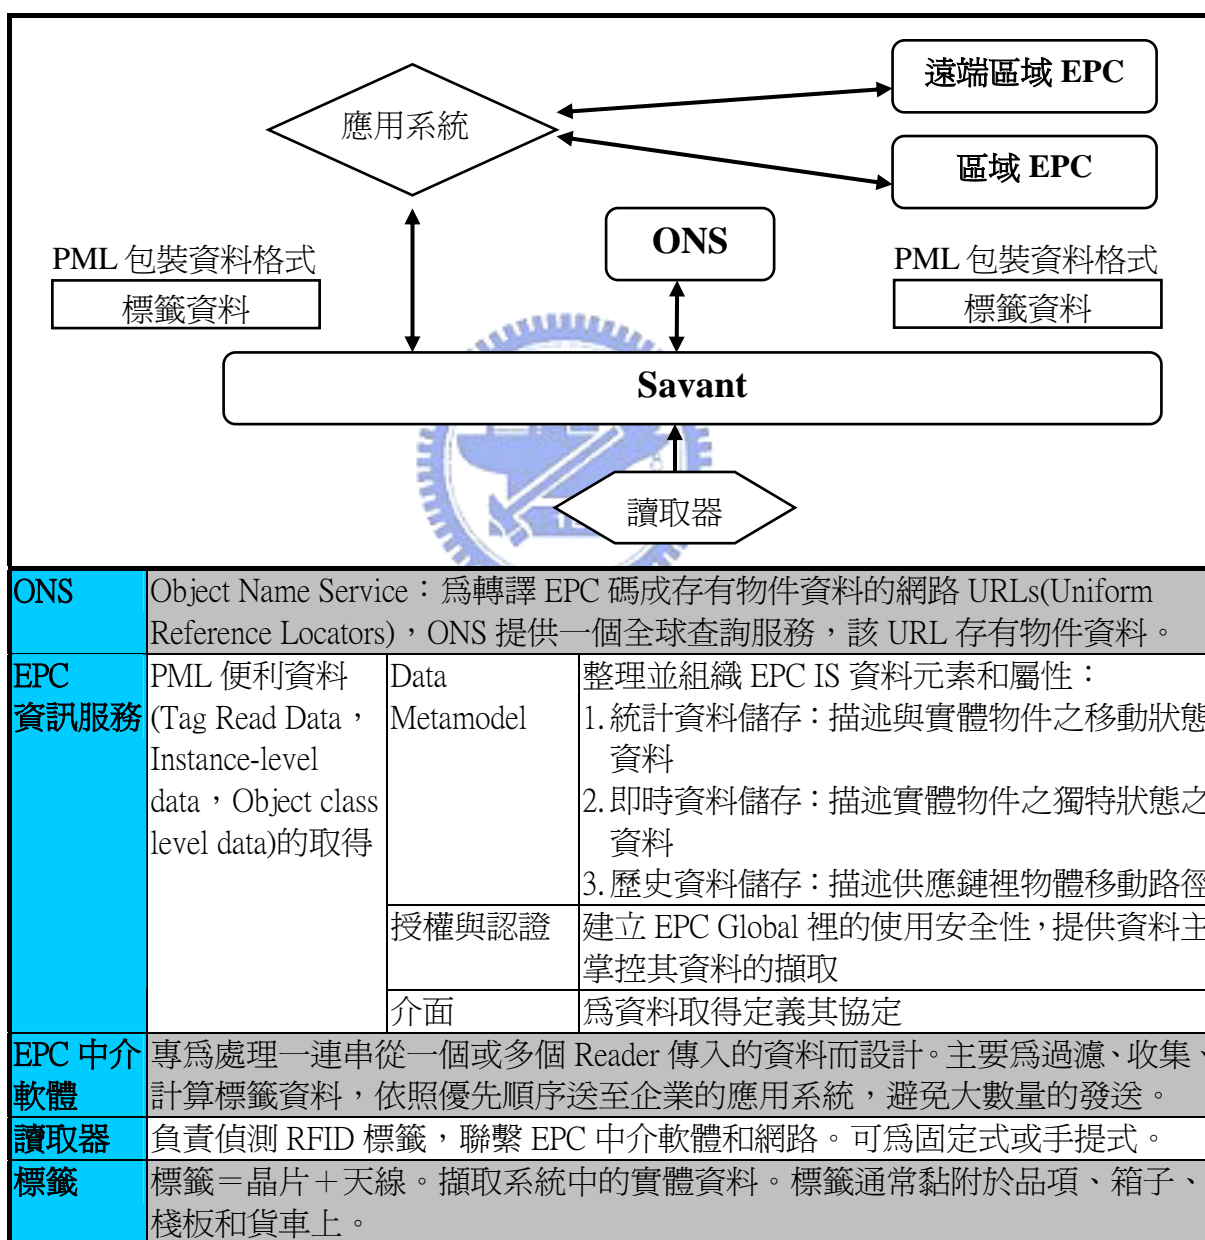 遠端區域 EPC
應用系統
區域 EPC
ONS
PML 包裝資料格式
標籤資料
PML 包裝資料格式
標籤資料
Savant
讀取器
ONS
Object Name Service：為轉譯 EPC 碼成存有物件資料的網路 URLs(Uniform
Reference Locators)，ONS 提供一個全球查詢服務，該 URL 存有物件資料。
EPC
資訊服務
PML 便利資料
(Tag Read Data，
Instance-level
data，Object class
level data)的取得
Data
Metamodel
整理並組織 EPC IS 資料元素和屬性：
1.統計資料儲存：描述與實體物件之移動狀態
資料
2.即時資料儲存：描述實體物件之獨特狀態之
資料
3.歷史資料儲存：描述供應鏈裡物體移動路徑
授權與認證
建立 EPC Global 裡的使用安全性，提供資料主
掌控其資料的擷取
介面
為資料取得定義其協定
EPC 中介
軟體
專為處理一連串從一個或多個 Reader 傳入的資料而設計。主要為過濾、收集、
計算標籤資料，依照優先順序送至企業的應用系統，避免大數量的發送。
讀取器
負責偵測 RFID 標籤，聯繫 EPC 中介軟體和網路。可為固定式或手提式。
標籤
標籤＝晶片＋天線。擷取系統中的實體資料。標籤通常黏附於品項、箱子、
棧板和貨車上。